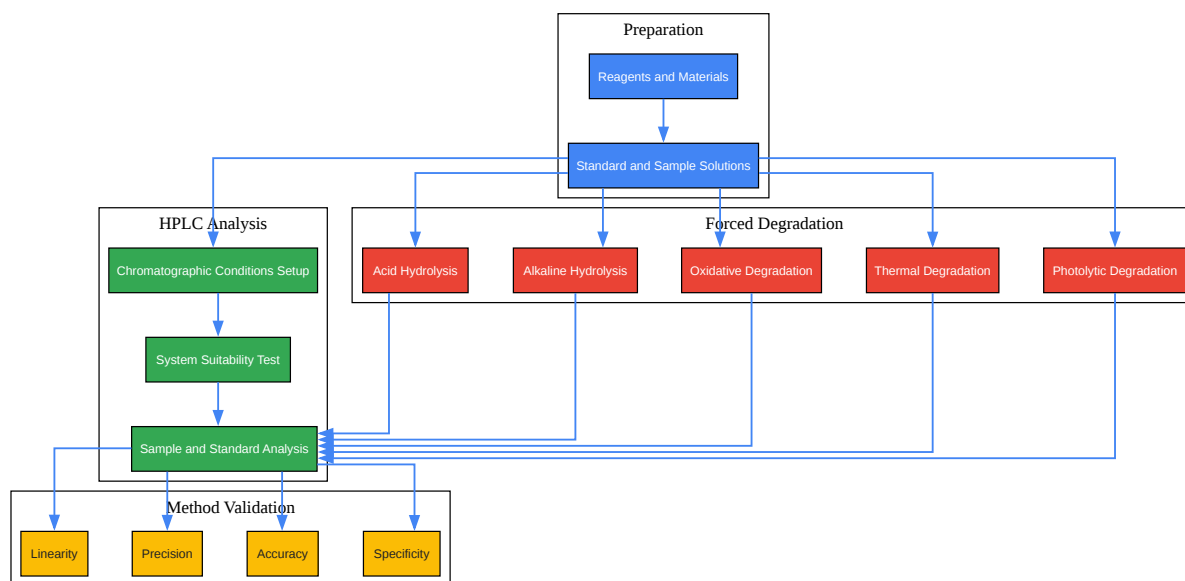 Preparation
Reagents and Materials
Standard and Sample Solutions
HPLC Analysis
Forced Degradation
Chromatographic Conditions Setup
Acid Hydrolysis
Alkaline Hydrolysis
Oxidative Degradation
Thermal Degradation
Photolytic Degradation
System Suitability Test
Sample and Standard Analysis
Method Validation
Linearity
Precision
Accuracy
Specificity